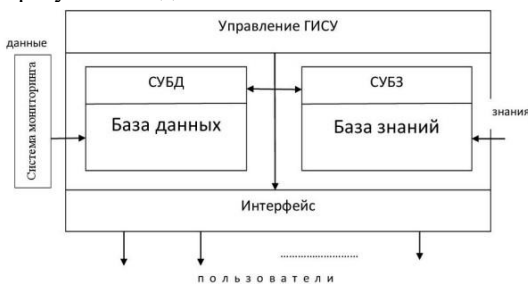 Управление ГИСУ
данные
СУБД
СУБЗ
Система мониторинга
База данных
База знаний
знания
Интерфейс
пользователи